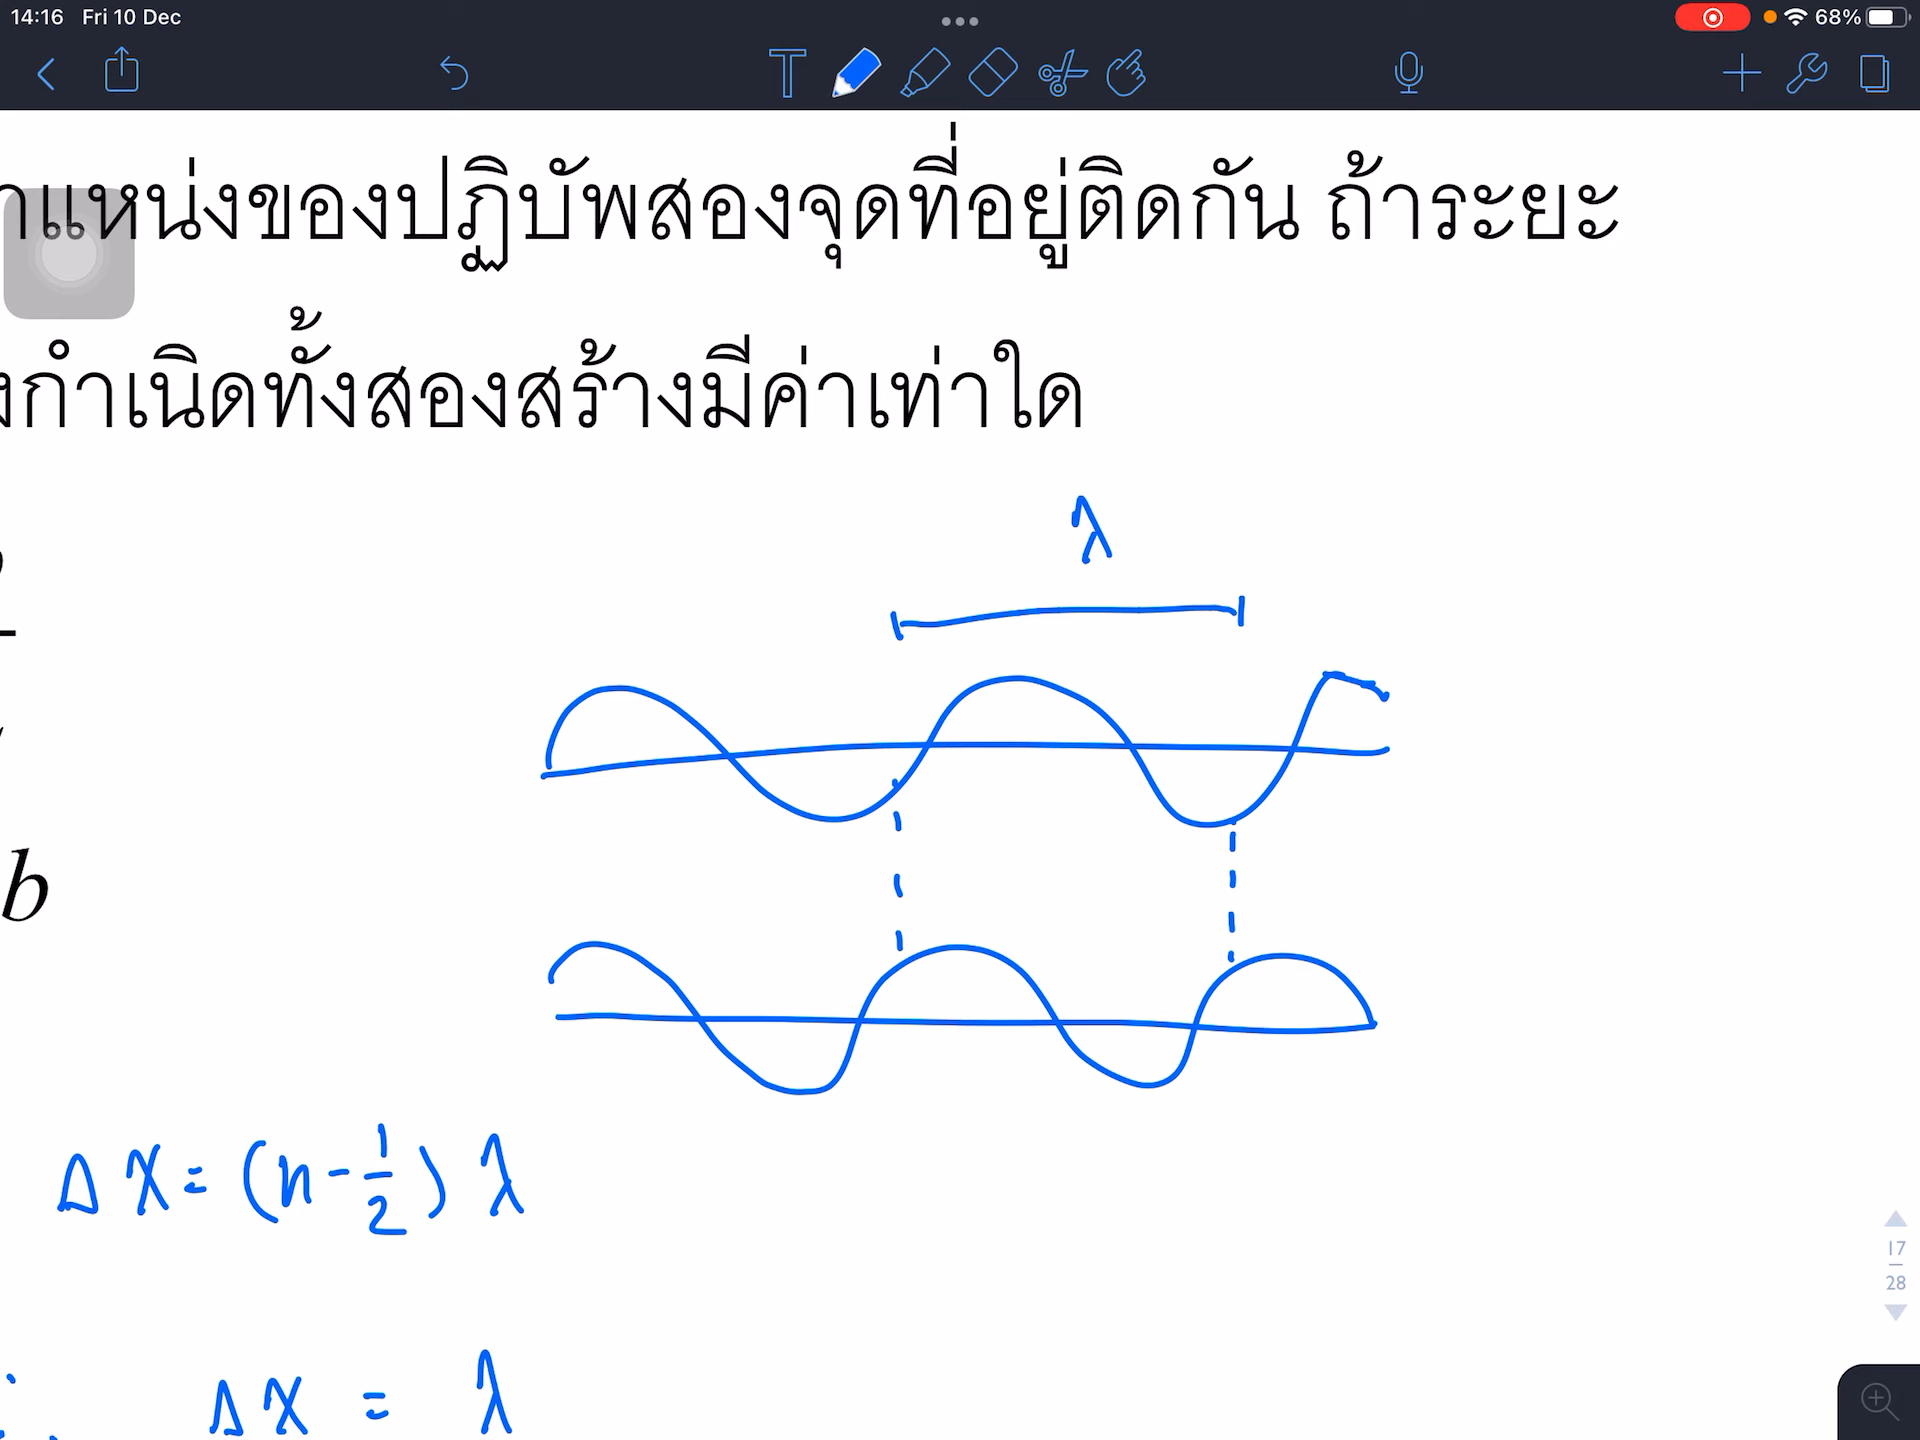 14:16 Fri 10 Dec
68%
แหน่งของปฏิบัพสองจุดที่อยู่ติดกัน ถ้าระยะ
กำเนิดทั้งสองสร้างมีค่าเท่าใด
λ
b
Δx = (n - 1/2) λ
Δx = λ
17
28